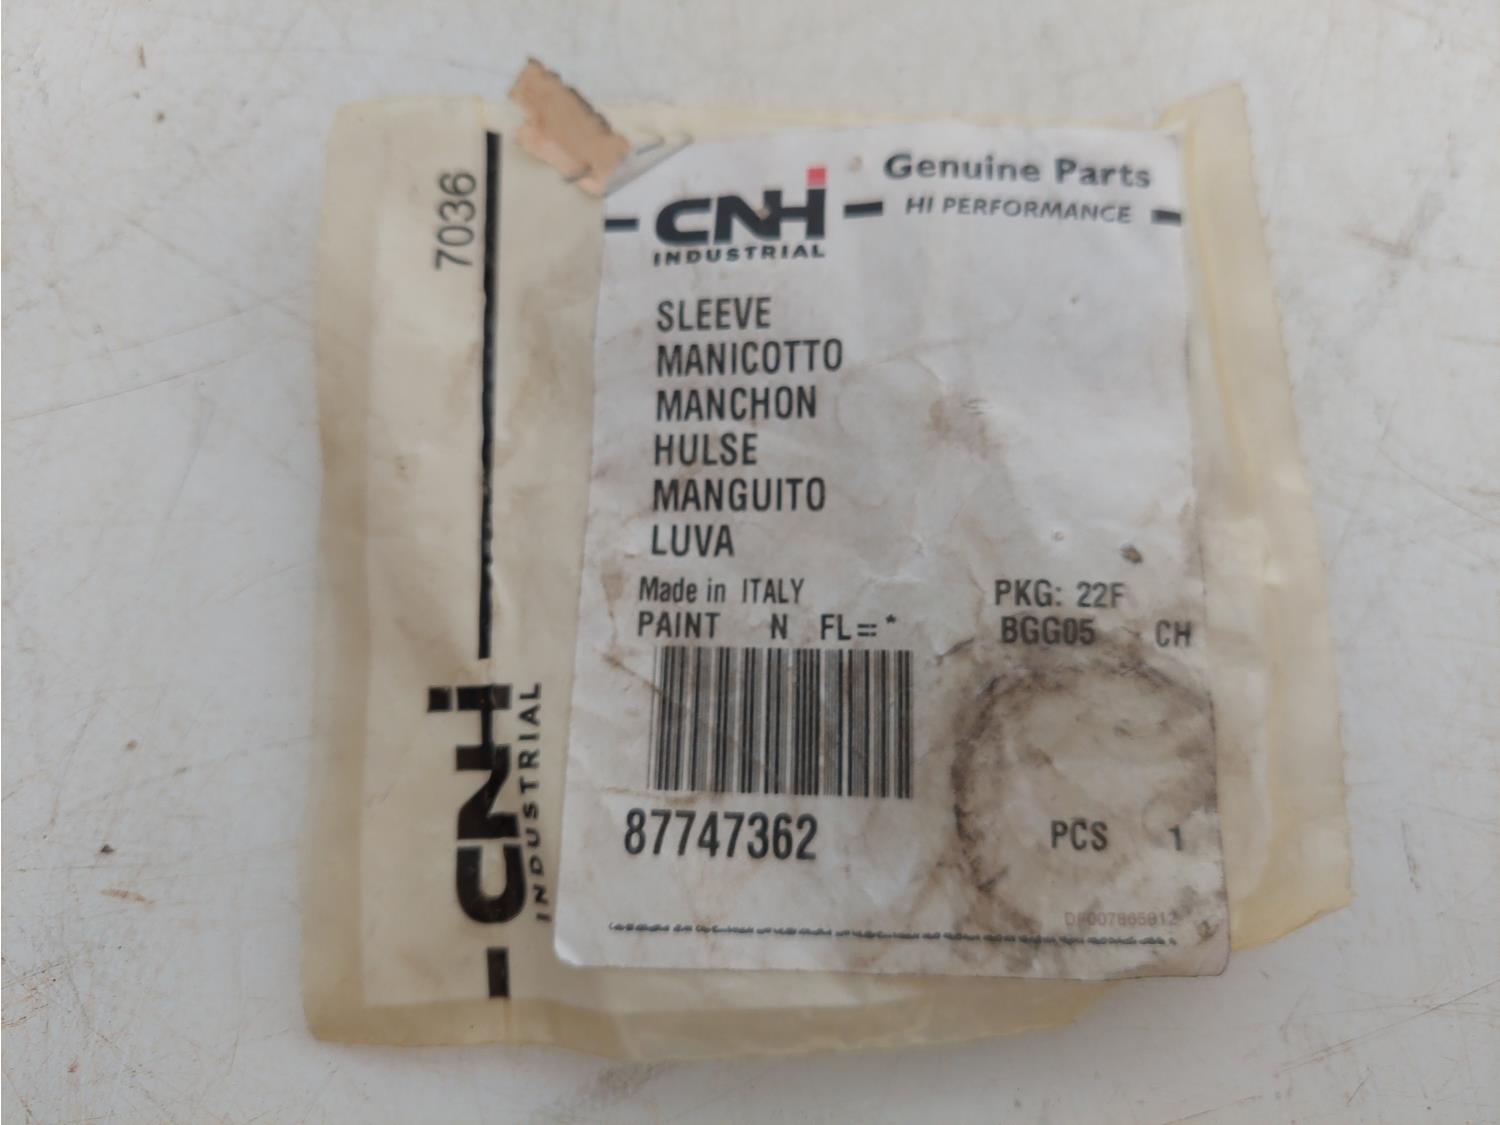 7036
CNH
INDUSTRIAL
CNH
INDUSTRIAL
Genuine Parts
HI PERFORMANCE
SLEEVE
MANICOTTO
MANCHON
HULSE
MANGUITO
LUVA
Made in ITALY
PKG: 22F
PAINT N FL=*
BGG05 CH
87747362
PCS 1